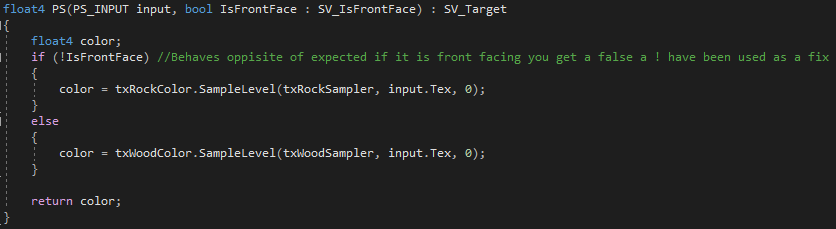 float4 PS(PS_INPUT input, bool IsFrontFace : SV_IsFrontFace) : SV_Target
{
    float4 color;
    if (!IsFrontFace) //Behaves oppisite of expected if it is front facing you get a false a ! have been used as a fix
    {
        color = txRockColor.SampleLevel(txRockSampler, input.Tex, 0);
    }
    else
    {
        color = txWoodColor.SampleLevel(txWoodSampler, input.Tex, 0);
    }

    return color;
}